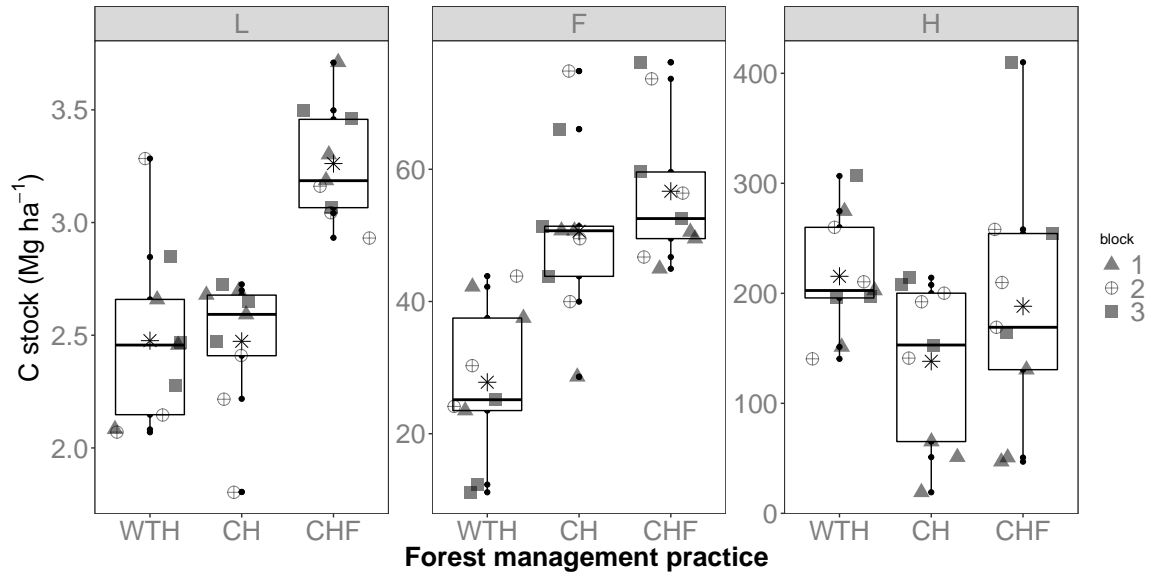 L
F
H
C stock (Mg ha⁻¹)
3.5
3.0
2.5
2.0
60
40
20
400
300
200
100
0
WTH CH CHF
WTH CH CHF
WTH CH CHF
Forest management practice
block
1
2
3